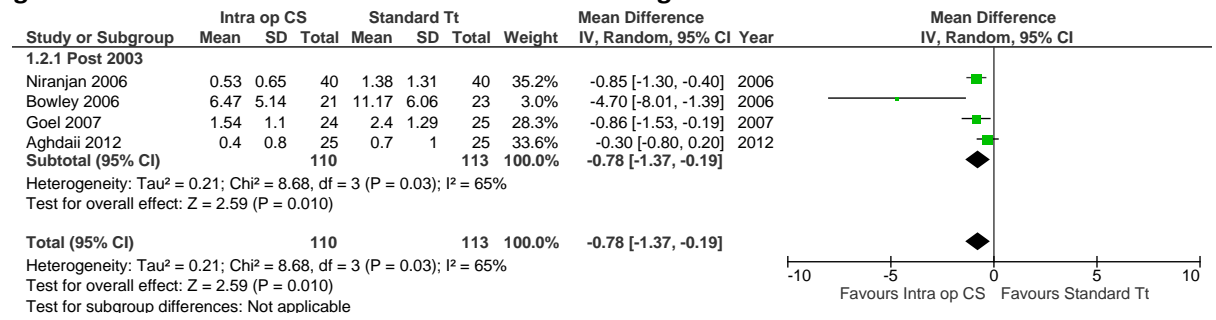 Intra op CS Standard Tt Mean Difference Mean Difference
Study or Subgroup Mean SD Total Mean SD Total Weight IV, Random, 95% CI Year IV, Random, 95% CI
1.2.1 Post 2003
Niranjan 2006 0.53 0.65 40 1.38 1.31 40 35.2% -0.85 [-1.30, -0.40] 2006
Bowley 2006 6.47 5.14 21 11.17 6.06 23 3.0% -4.70 [-8.01, -1.39] 2006
Goel 2007 1.54 1.1 24 2.4 1.29 25 28.3% -0.86 [-1.53, -0.19] 2007
Aghdaii 2012 0.4 0.8 25 0.7 1 25 33.6% -0.30 [-0.80, 0.20] 2012
Subtotal (95% CI) 110 113 100.0% -0.78 [-1.37, -0.19]
Heterogeneity: Tau² = 0.21; Chi² = 8.68, df = 3 (P = 0.03); I² = 65%
Test for overall effect: Z = 2.59 (P = 0.010)
Total (95% CI) 110 113 100.0% -0.78 [-1.37, -0.19]
Heterogeneity: Tau² = 0.21; Chi² = 8.68, df = 3 (P = 0.03); I² = 65%
Test for overall effect: Z = 2.59 (P = 0.010)
Test for subgroup differences: Not applicable
-10 -5 0 5 10
Favours Intra op CS Favours Standard Tt